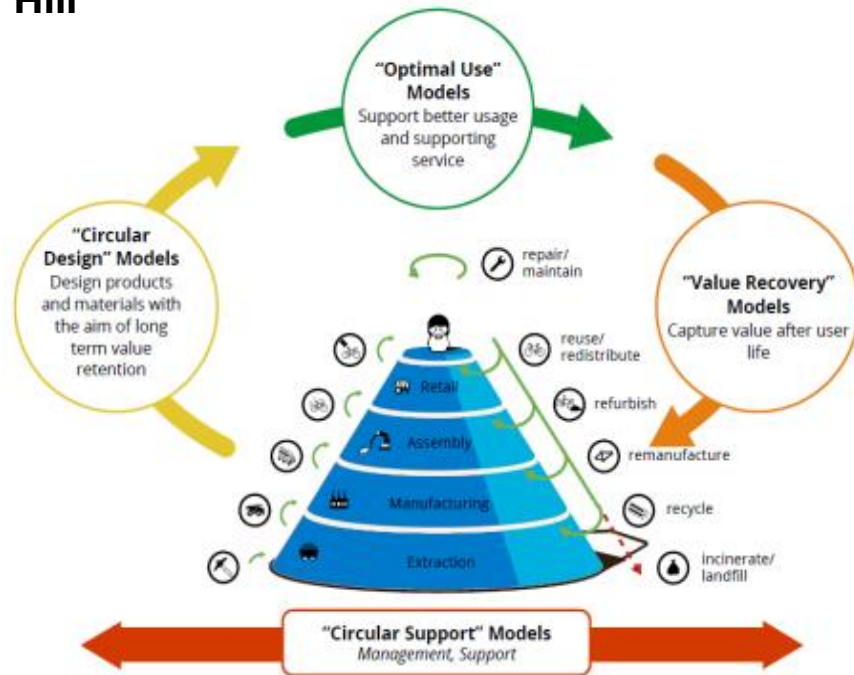 Hill
“Optimal Use”
Models
Support better usage
and supporting
service
“Circular
Design” Models
Design products
and materials with
the aim of long
term value
retention
“Value Recovery”
Models
Capture value after user
life
repair/
maintain
reuse/
redistribute
refurbish
remanufacture
recycle
incinerate/
landfill
Retail
Assembly
Manufacturing
Extraction
“Circular Support” Models
Management, Support